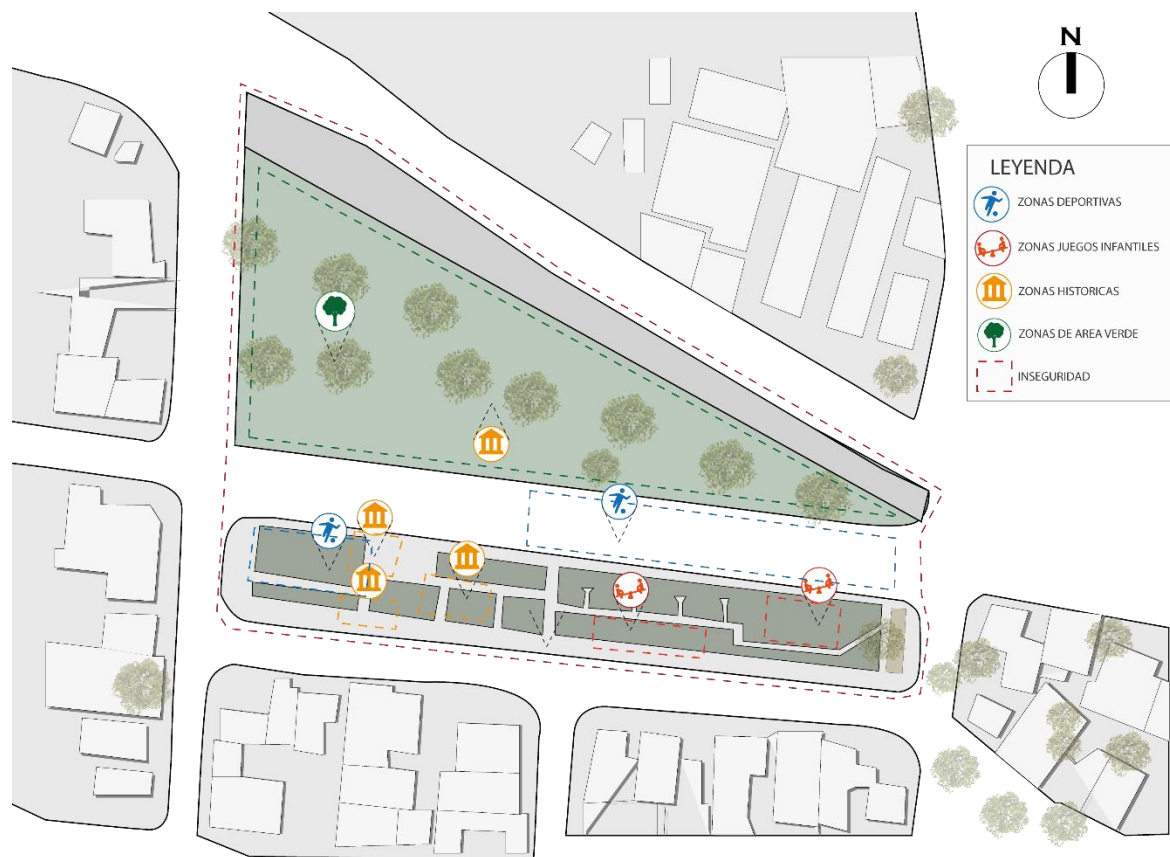 N
LEYENDA
ZONAS DEPORTIVAS
ZONAS JUEGOS INFANTILES
ZONAS HISTORICAS
ZONAS DE AREA VERDE
INSEGURIDAD